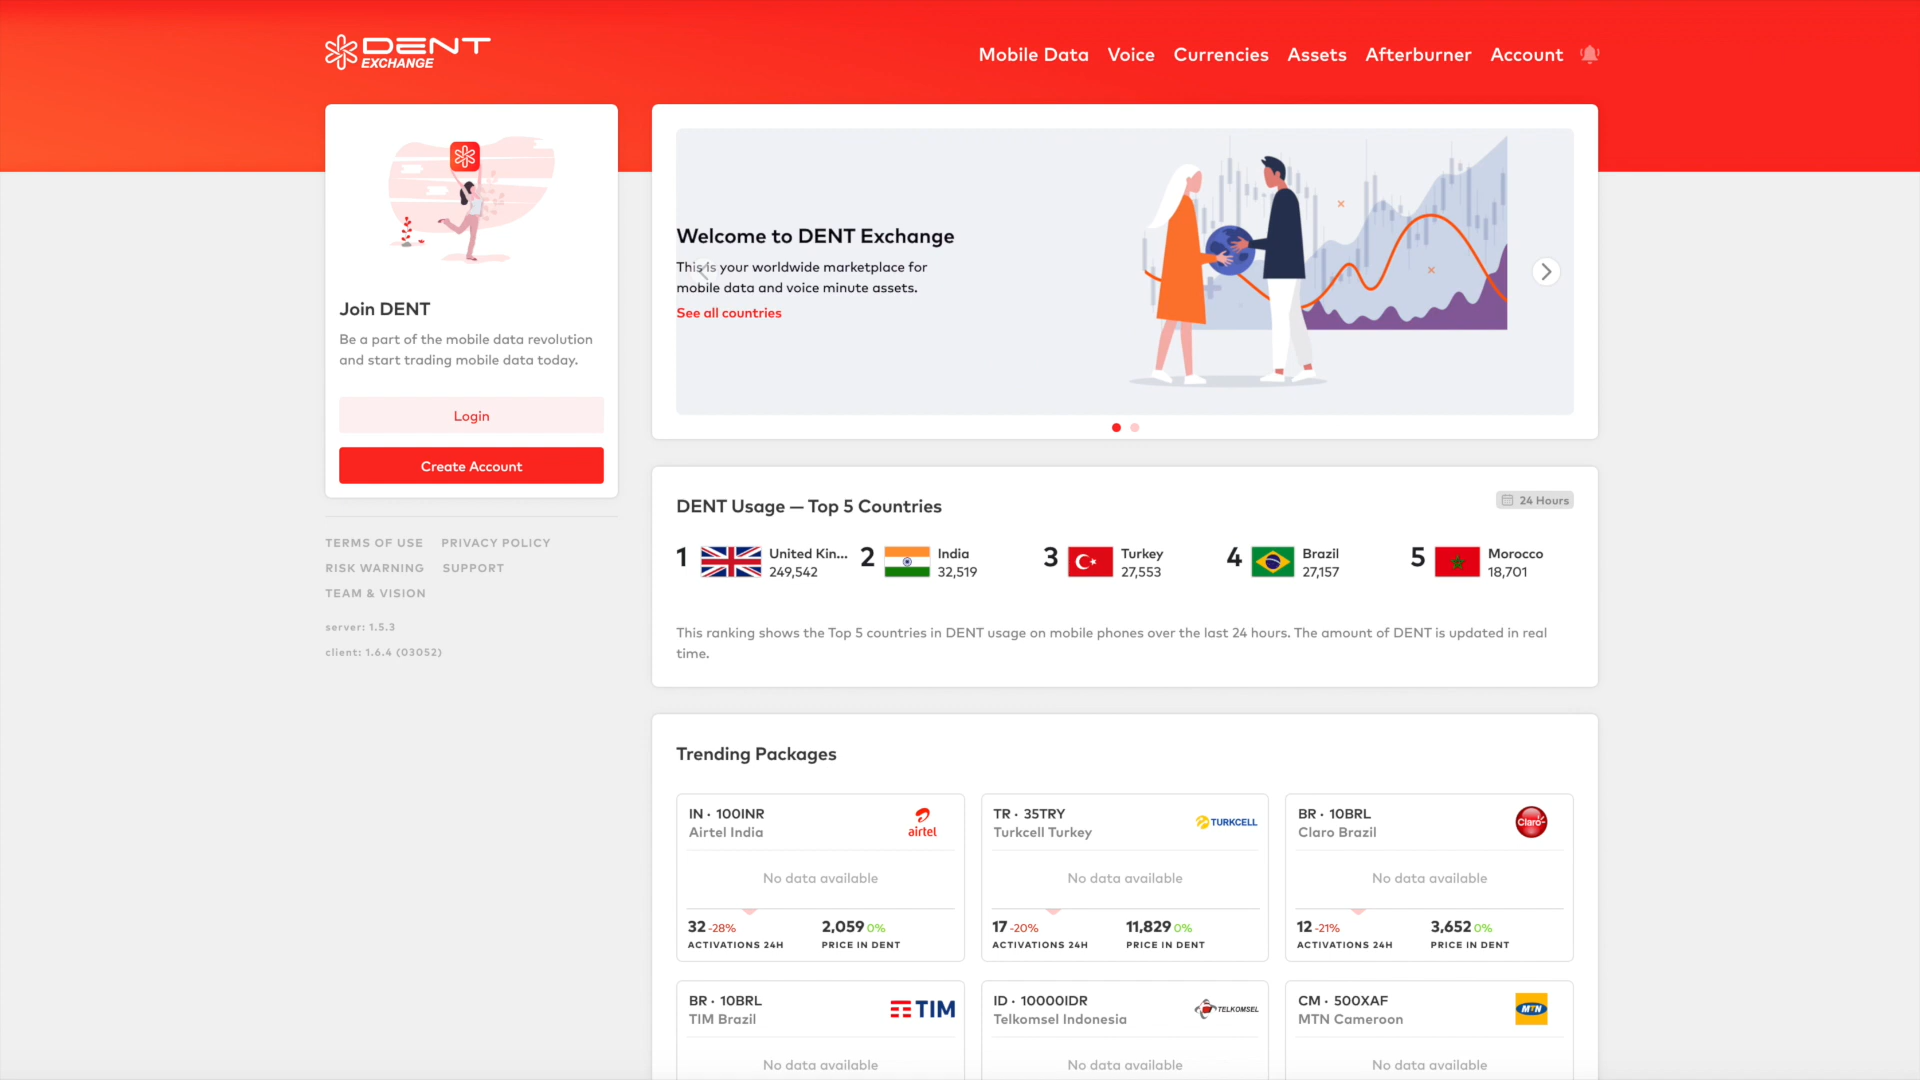 DENT
EXCHANGE
Mobile Data
Voice
Currencies
Assets
Afterburner
Account
Join DENT
Be a part of the mobile data revolution
and start trading mobile data today.
Login
Create Account
TERMS OF USE
PRIVACY POLICY
RISK WARNING
SUPPORT
TEAM & VISION
server: 1.5.3
client: 1.6.4 (03052)
Welcome to DENT Exchange
This is your worldwide marketplace for
mobile data and voice minute assets.
See all countries
DENT Usage — Top 5 Countries
24 Hours
1
United Kin...
249,542
2
India
32,519
3
Turkey
27,553
4
Brazil
27,157
5
Morocco
18,701
This ranking shows the Top 5 countries in DENT usage on mobile phones over the last 24 hours. The amount of DENT is updated in real
time.
Trending Packages
IN · 100INR
Airtel India
airtel
No data available
32 -28%
ACTIVATIONS 24H
2,059 0%
PRICE IN DENT
TR · 35TRY
Turkcell Turkey
TURKCELL
No data available
17 -20%
ACTIVATIONS 24H
11,829 0%
PRICE IN DENT
BR · 10BRL
Claro Brazil
Claro
No data available
12 -21%
ACTIVATIONS 24H
3,652 0%
PRICE IN DENT
BR · 10BRL
TIM Brazil
TIM
No data available
ID · 10000IDR
Telkomsel Indonesia
TELKOMSEL
No data available
CM · 500XAF
MTN Cameroon
MTN
No data available